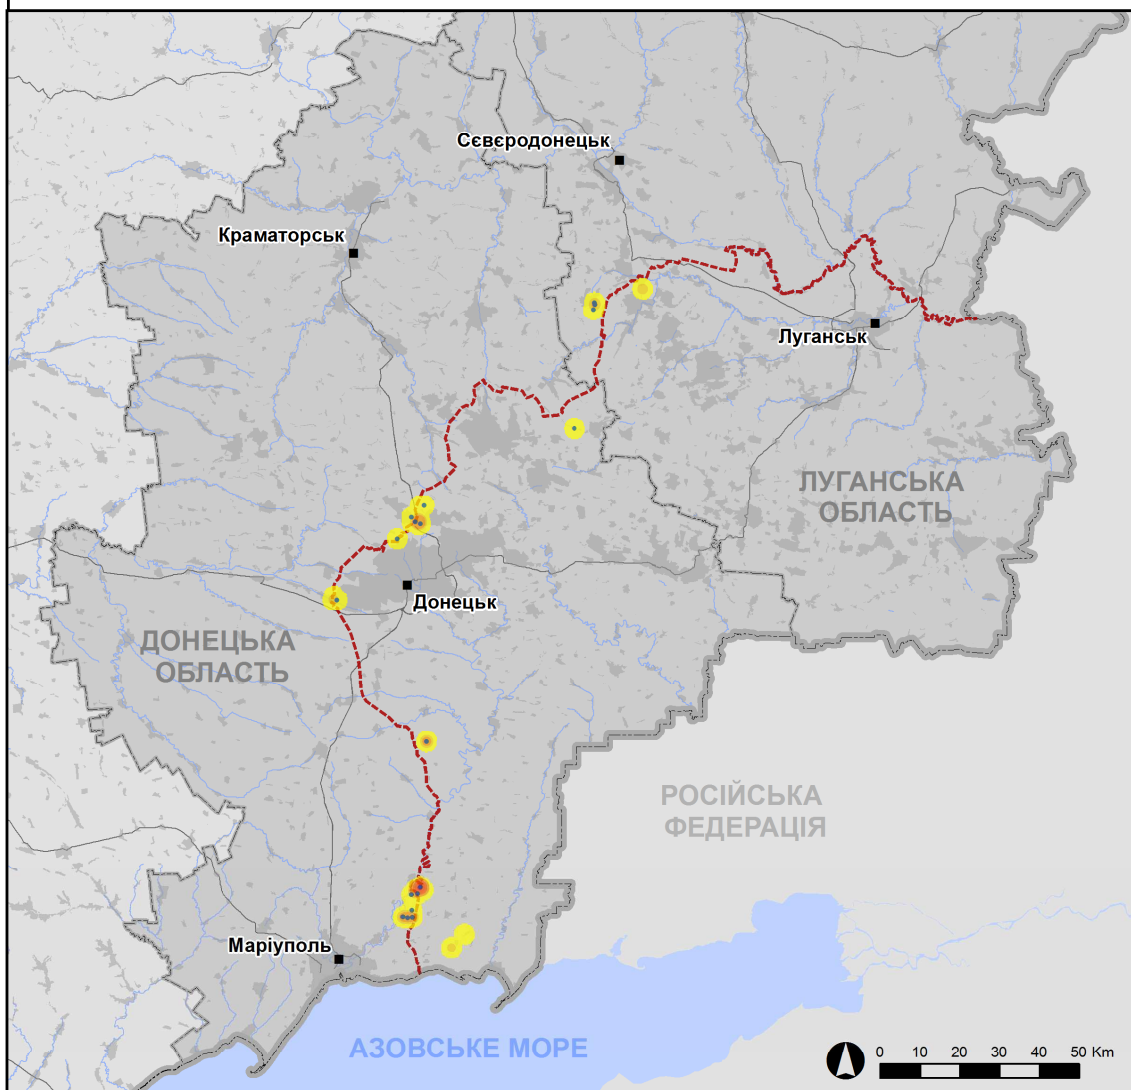 Сєвєродонецьк
Краматорськ
Луганськ
ЛУГАНСЬКА
ОБЛАСТЬ
Донецьк
ДОНЕЦЬКА
ОБЛАСТЬ
РОСІЙСЬКА
ФЕДЕРАЦІЯ
Маріуполь
АЗОВСЬКЕ МОРЕ
0 10 20 30 40 50 Km